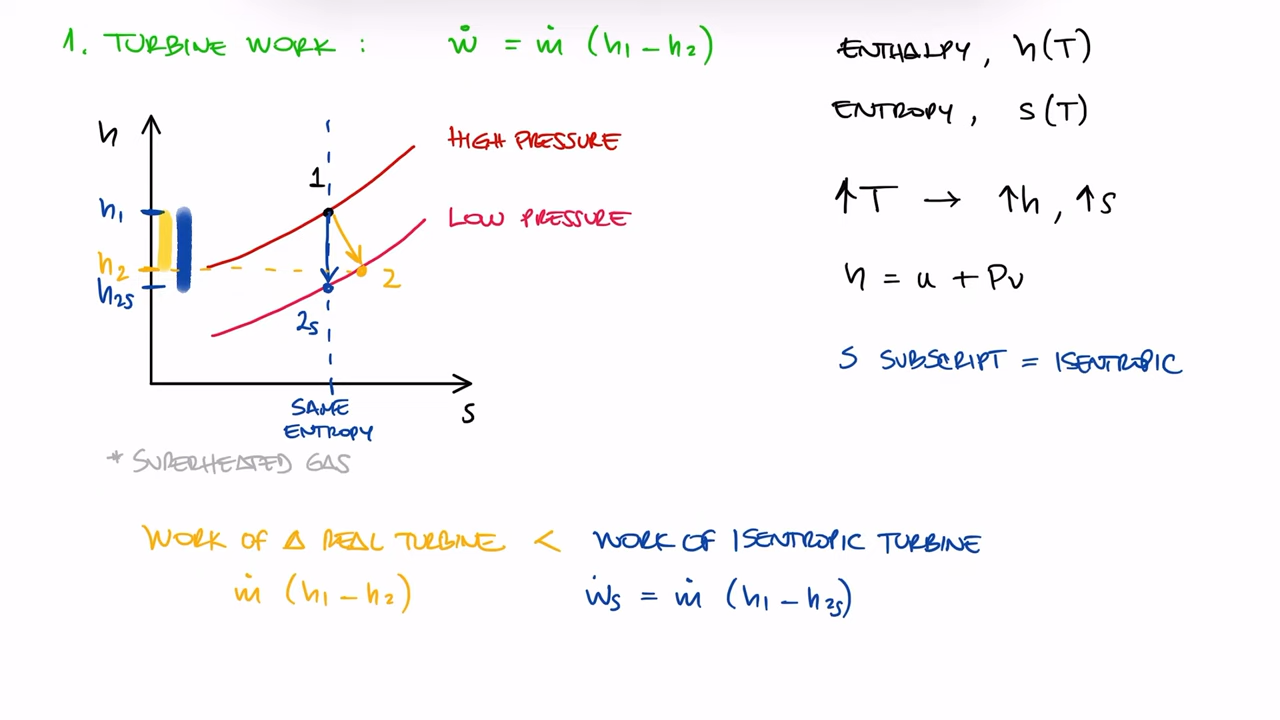 1. TURBINE WORK : ẇ = ṁ (h₁ – h₂)
ENTHALPY, h(T)
ENTROPY, s(T)
↑T → ↑h, ↑s
h = u + Pv
S SUBSCRIPT = ISENTROPIC
h
HIGH PRESSURE
1
h₁
LOW PRESSURE
h₂
2
h₂s
2s
s
SAME
ENTROPY
* SUPERHEATED GAS
WORK OF A REAL TURBINE < WORK OF ISENTROPIC TURBINE
ṁ (h₁ – h₂) ẇs = ṁ (h₁ – h₂s)